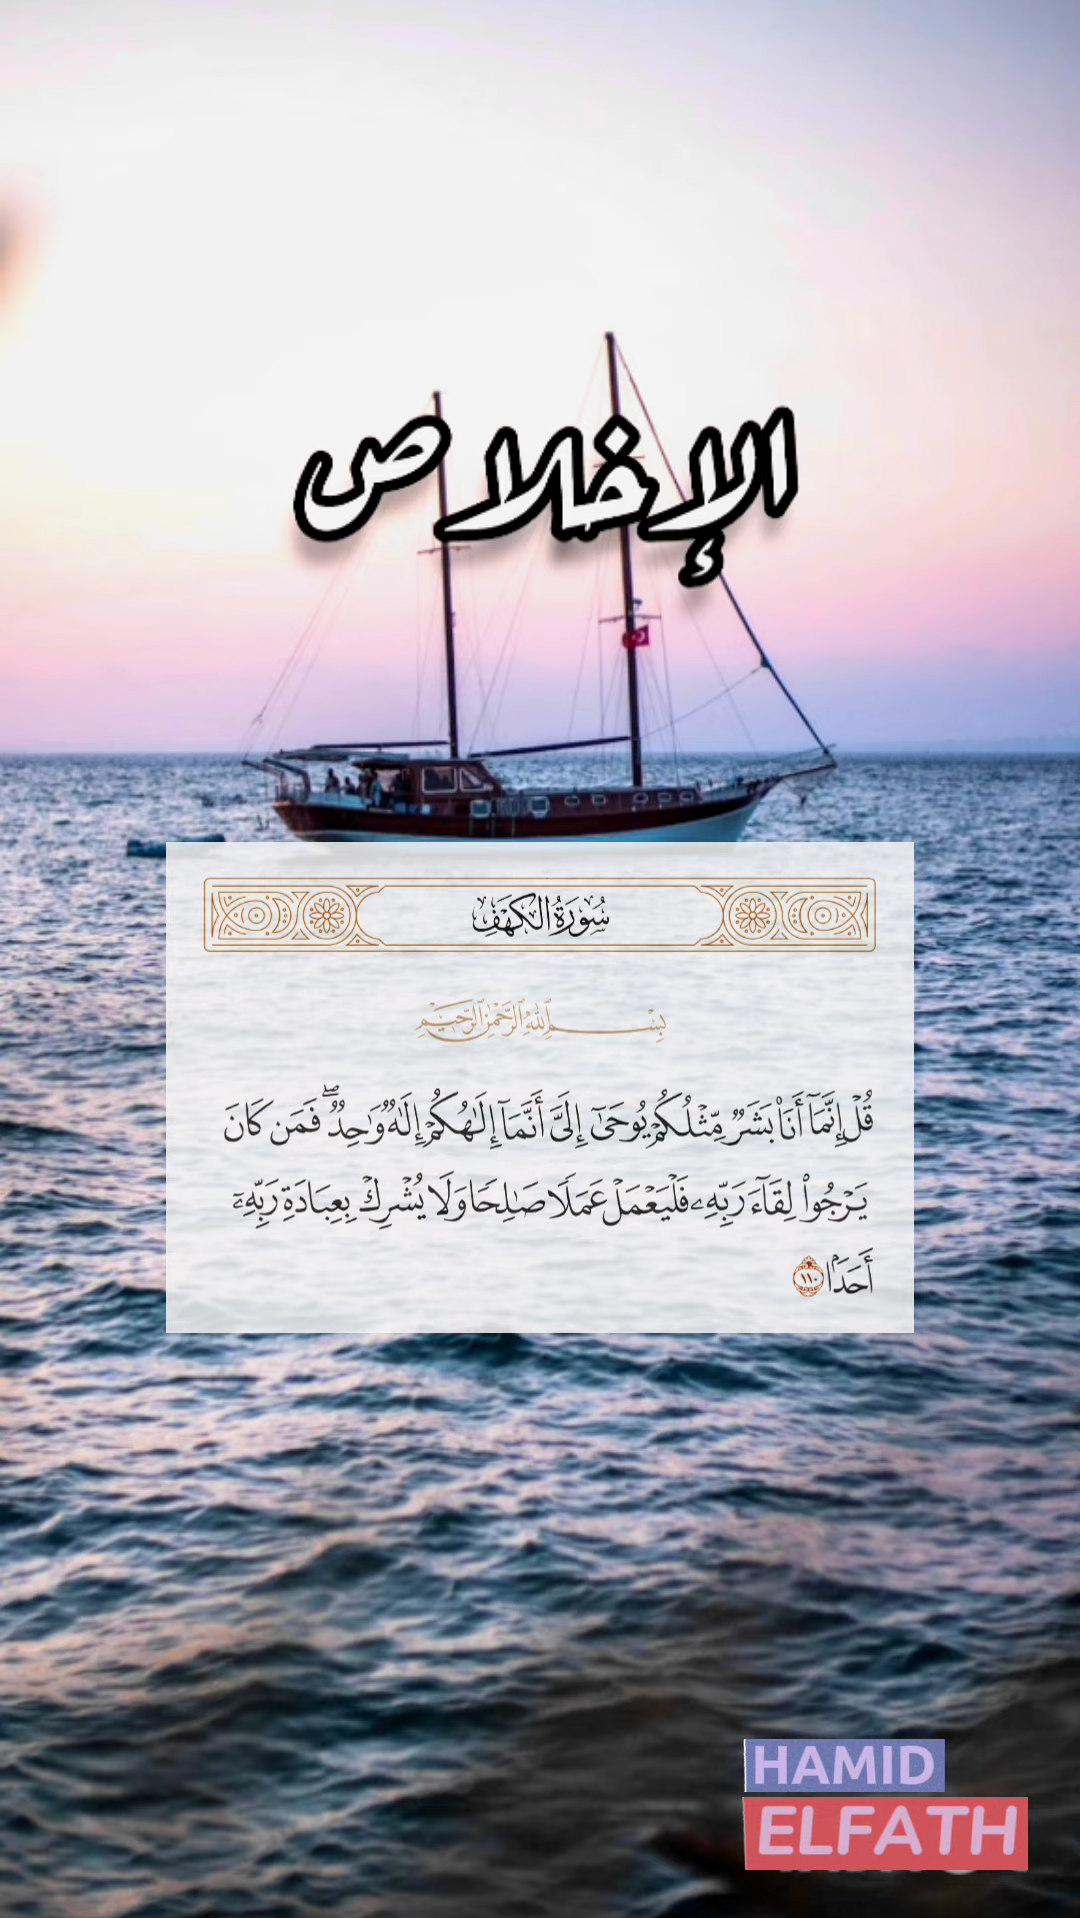 الإخلاص
سُورَةُ الكَهۡفِ
بِسۡمِ ٱللَّهِ ٱلرَّحۡمَٰنِ ٱلرَّحِيمِ
قُلۡ إِنَّمَآ أَنَا۠ بَشَرٞ مِّثۡلُكُمۡ يُوحَىٰٓ إِلَيَّ أَنَّمَآ إِلَٰهُكُمۡ إِلَٰهٞ وَٰحِدٞۖ فَمَن كَانَ
يَرۡجُواْ لِقَآءَ رَبِّهِۦ فَلۡيَعۡمَلۡ عَمَلٗا صَٰلِحٗا وَلَا يُشۡرِكۡ بِعِبَادَةِ رَبِّهِۦٓ
أَحَدَۢا ١١٠
HAMID
ELFATH